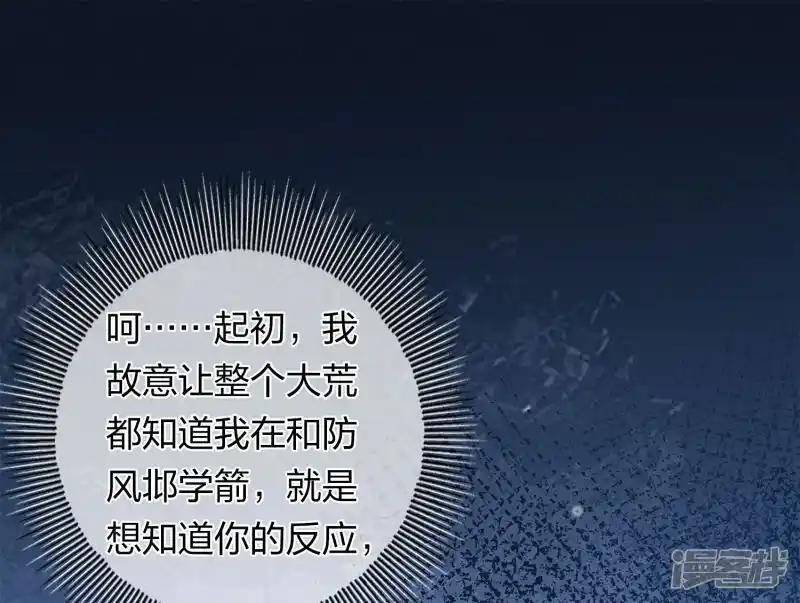 呵······起初，我
故意让整个大荒
都知道我在和防
风邶学箭，就是
想知道你的反应，
漫客栈